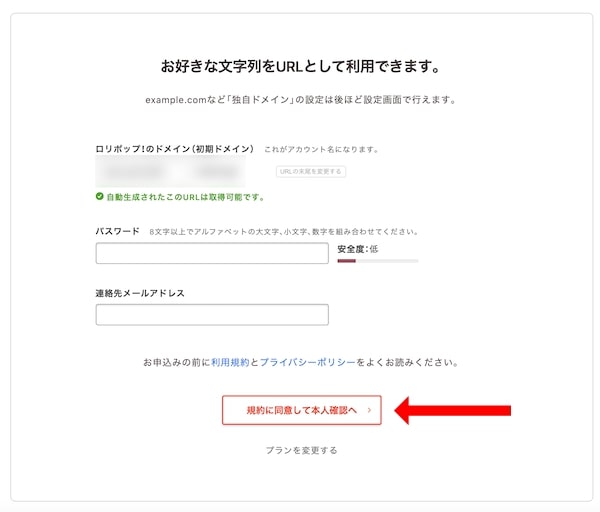 お好きな文字列をURLとして利用できます。
example.comなど「独自ドメイン」の設定は後ほど設定画面で行えます。
ロリポップ！のドメイン（初期ドメイン） これがアカウント名になります。
URLの末尾を変更する
自動生成されたこのURLは取得可能です。
パスワード 8文字以上でアルファベットの大文字、小文字、数字を組み合わせてください。
安全度：低
連絡先メールアドレス
お申込みの前に利用規約とプライバシーポリシーをよくお読みください。
規約に同意して本人確認へ
プランを変更する